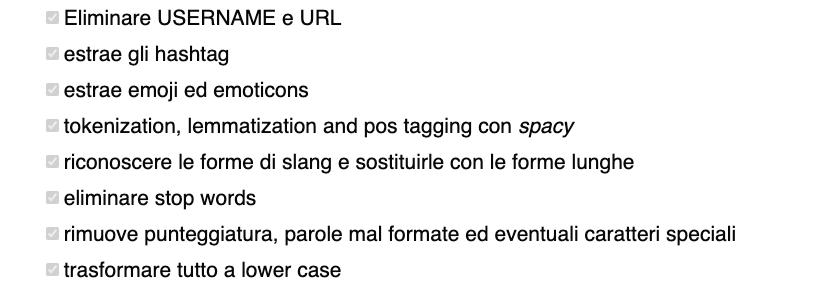 Eliminare USERNAME e URL
estrae gli hashtag
estrae emoji ed emoticons
tokenization, lemmatization and pos tagging con spacy
riconoscere le forme di slang e sostituirle con le forme lunghe
eliminare stop words
rimuove punteggiatura, parole mal formate ed eventuali caratteri speciali
trasformare tutto a lower case